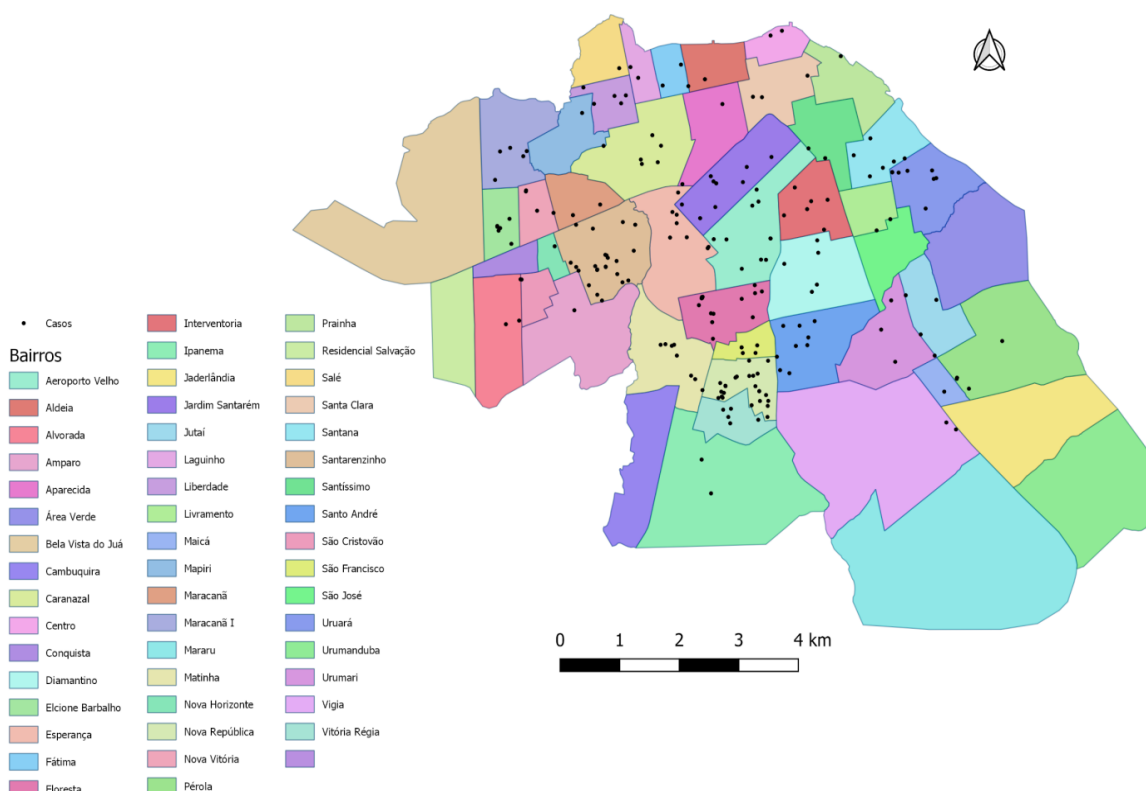 0 1 2 3 4 km
Casos
Bairros
Aeroporto Velho
Aldeia
Alvorada
Amparo
Aparecida
Área Verde
Bela Vista do Juá
Cambuquira
Caranazal
Centro
Conquista
Diamantino
Elcione Barbalho
Esperança
Fátima
Floresta
Interventoria
Ipanema
Jaderlândia
Jardim Santarém
Jutaí
Laguinho
Liberdade
Livramento
Maicá
Mapiri
Maracanã
Maracanã I
Mararu
Matinha
Nova Horizonte
Nova República
Nova Vitória
Pérola
Prainha
Residencial Salvação
Salé
Santa Clara
Santana
Santarenzinho
Santíssimo
Santo André
São Cristovão
São Francisco
São José
Uruará
Urumanduba
Urumari
Vigia
Vitória Régia